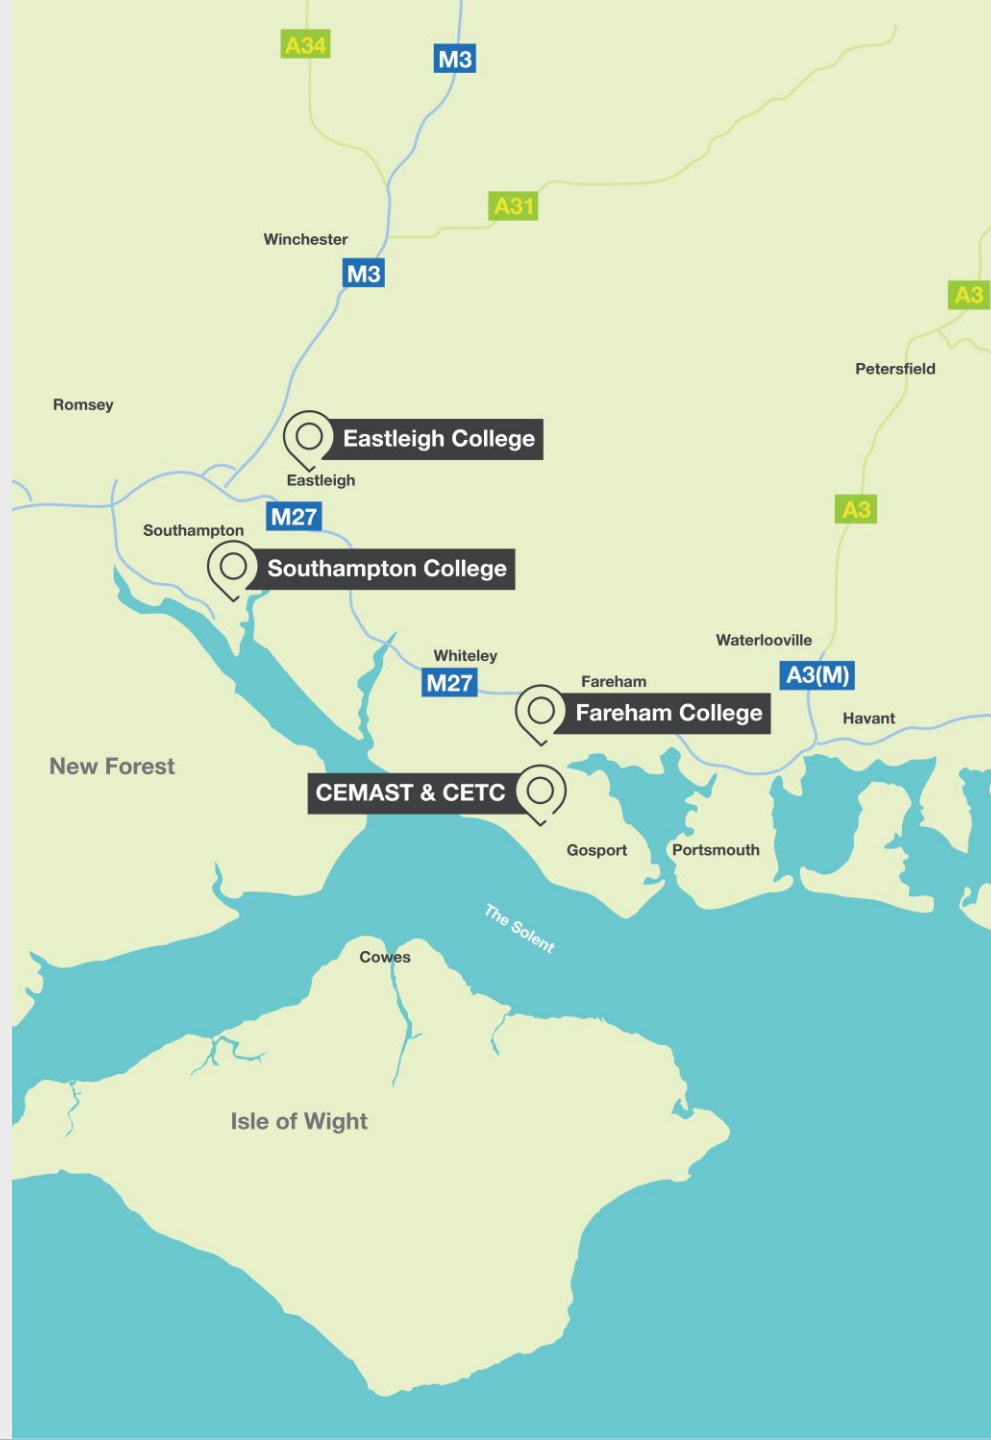 A34
M3
A31
Winchester
M3
A3
Petersfield
Romsey
Eastleigh College
Eastleigh
A3
M27
Southampton
Southampton College
Waterlooville
Whiteley
A3(M)
M27
Fareham
Fareham College
Havant
New Forest
CEMAST & CETC
Gosport
Portsmouth
The Solent
Cowes
Isle of Wight